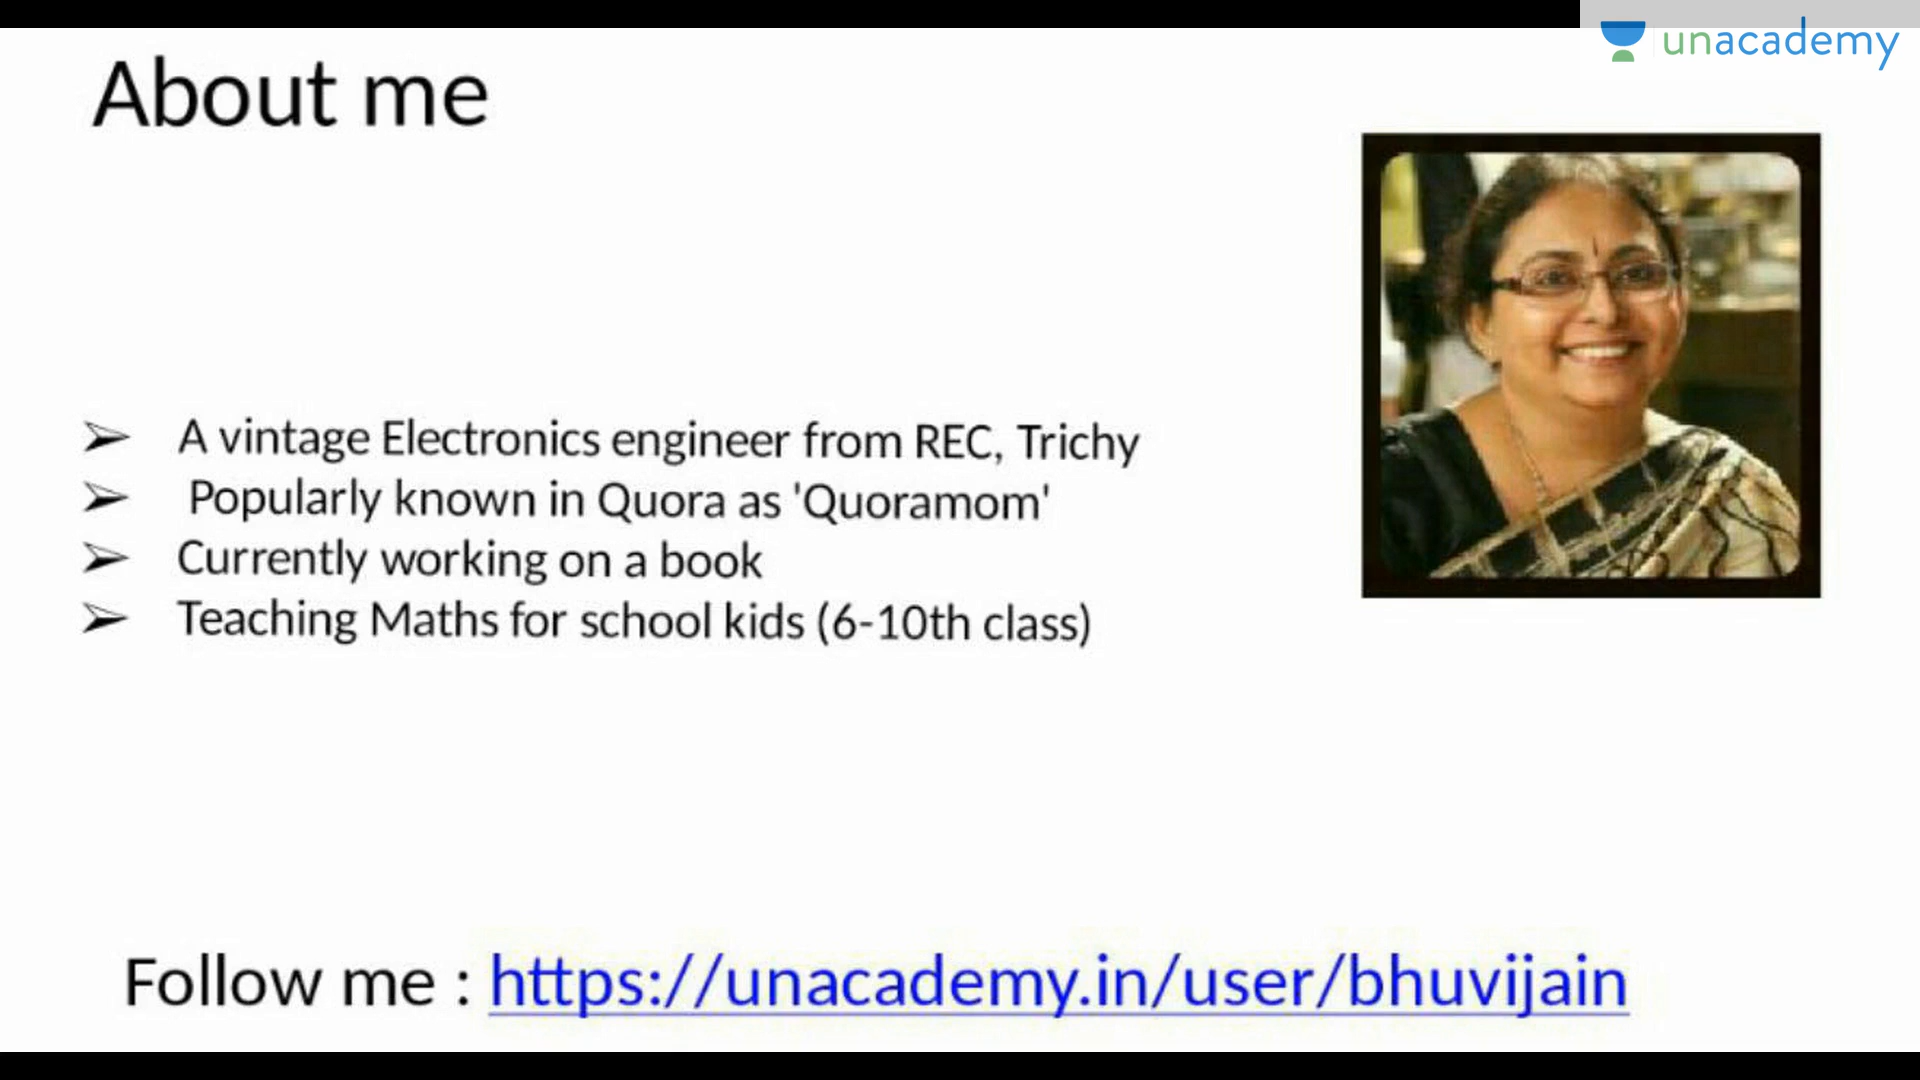 unacademy
About me
➢ A vintage Electronics engineer from REC, Trichy
➢ Popularly known in Quora as 'Quoramom'
➢ Currently working on a book
➢ Teaching Maths for school kids (6-10th class)
Follow me : https://unacademy.in/user/bhuvijain